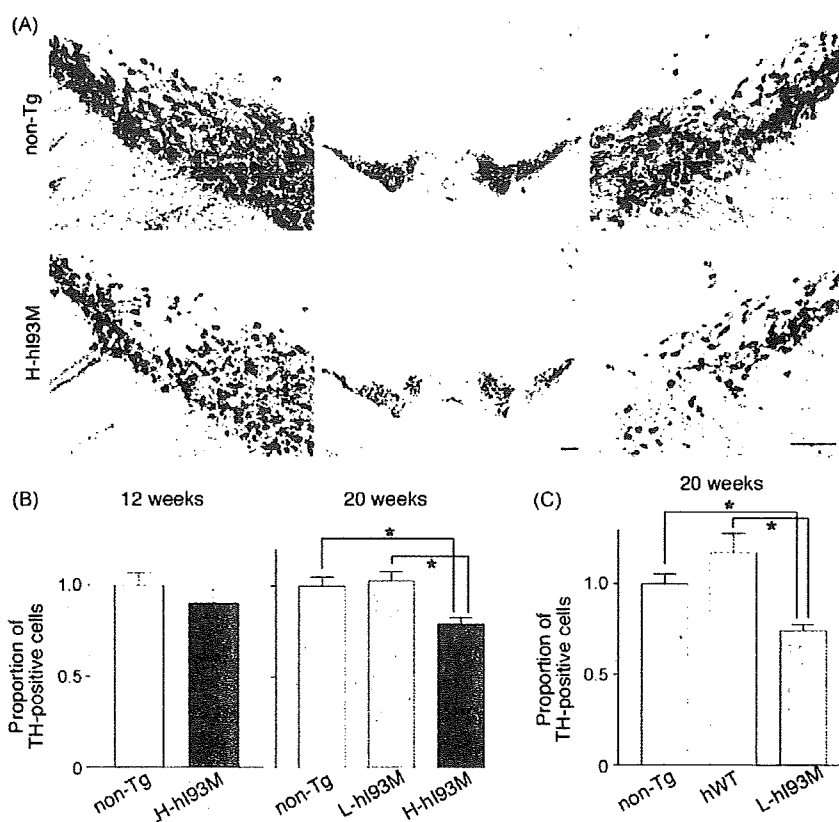 (A)
non-Tg
H-hI93M
(B)
12 weeks
20 weeks
*
*
Proportion of
TH-positive cells
1.0
0.5
0
non-Tg
H-hI93M
non-Tg
L-hI93M
H-hI93M
(C)
20 weeks
*
*
Proportion of
TH-positive cells
1.0
0.5
0
non-Tg
hWT
L-hI93M